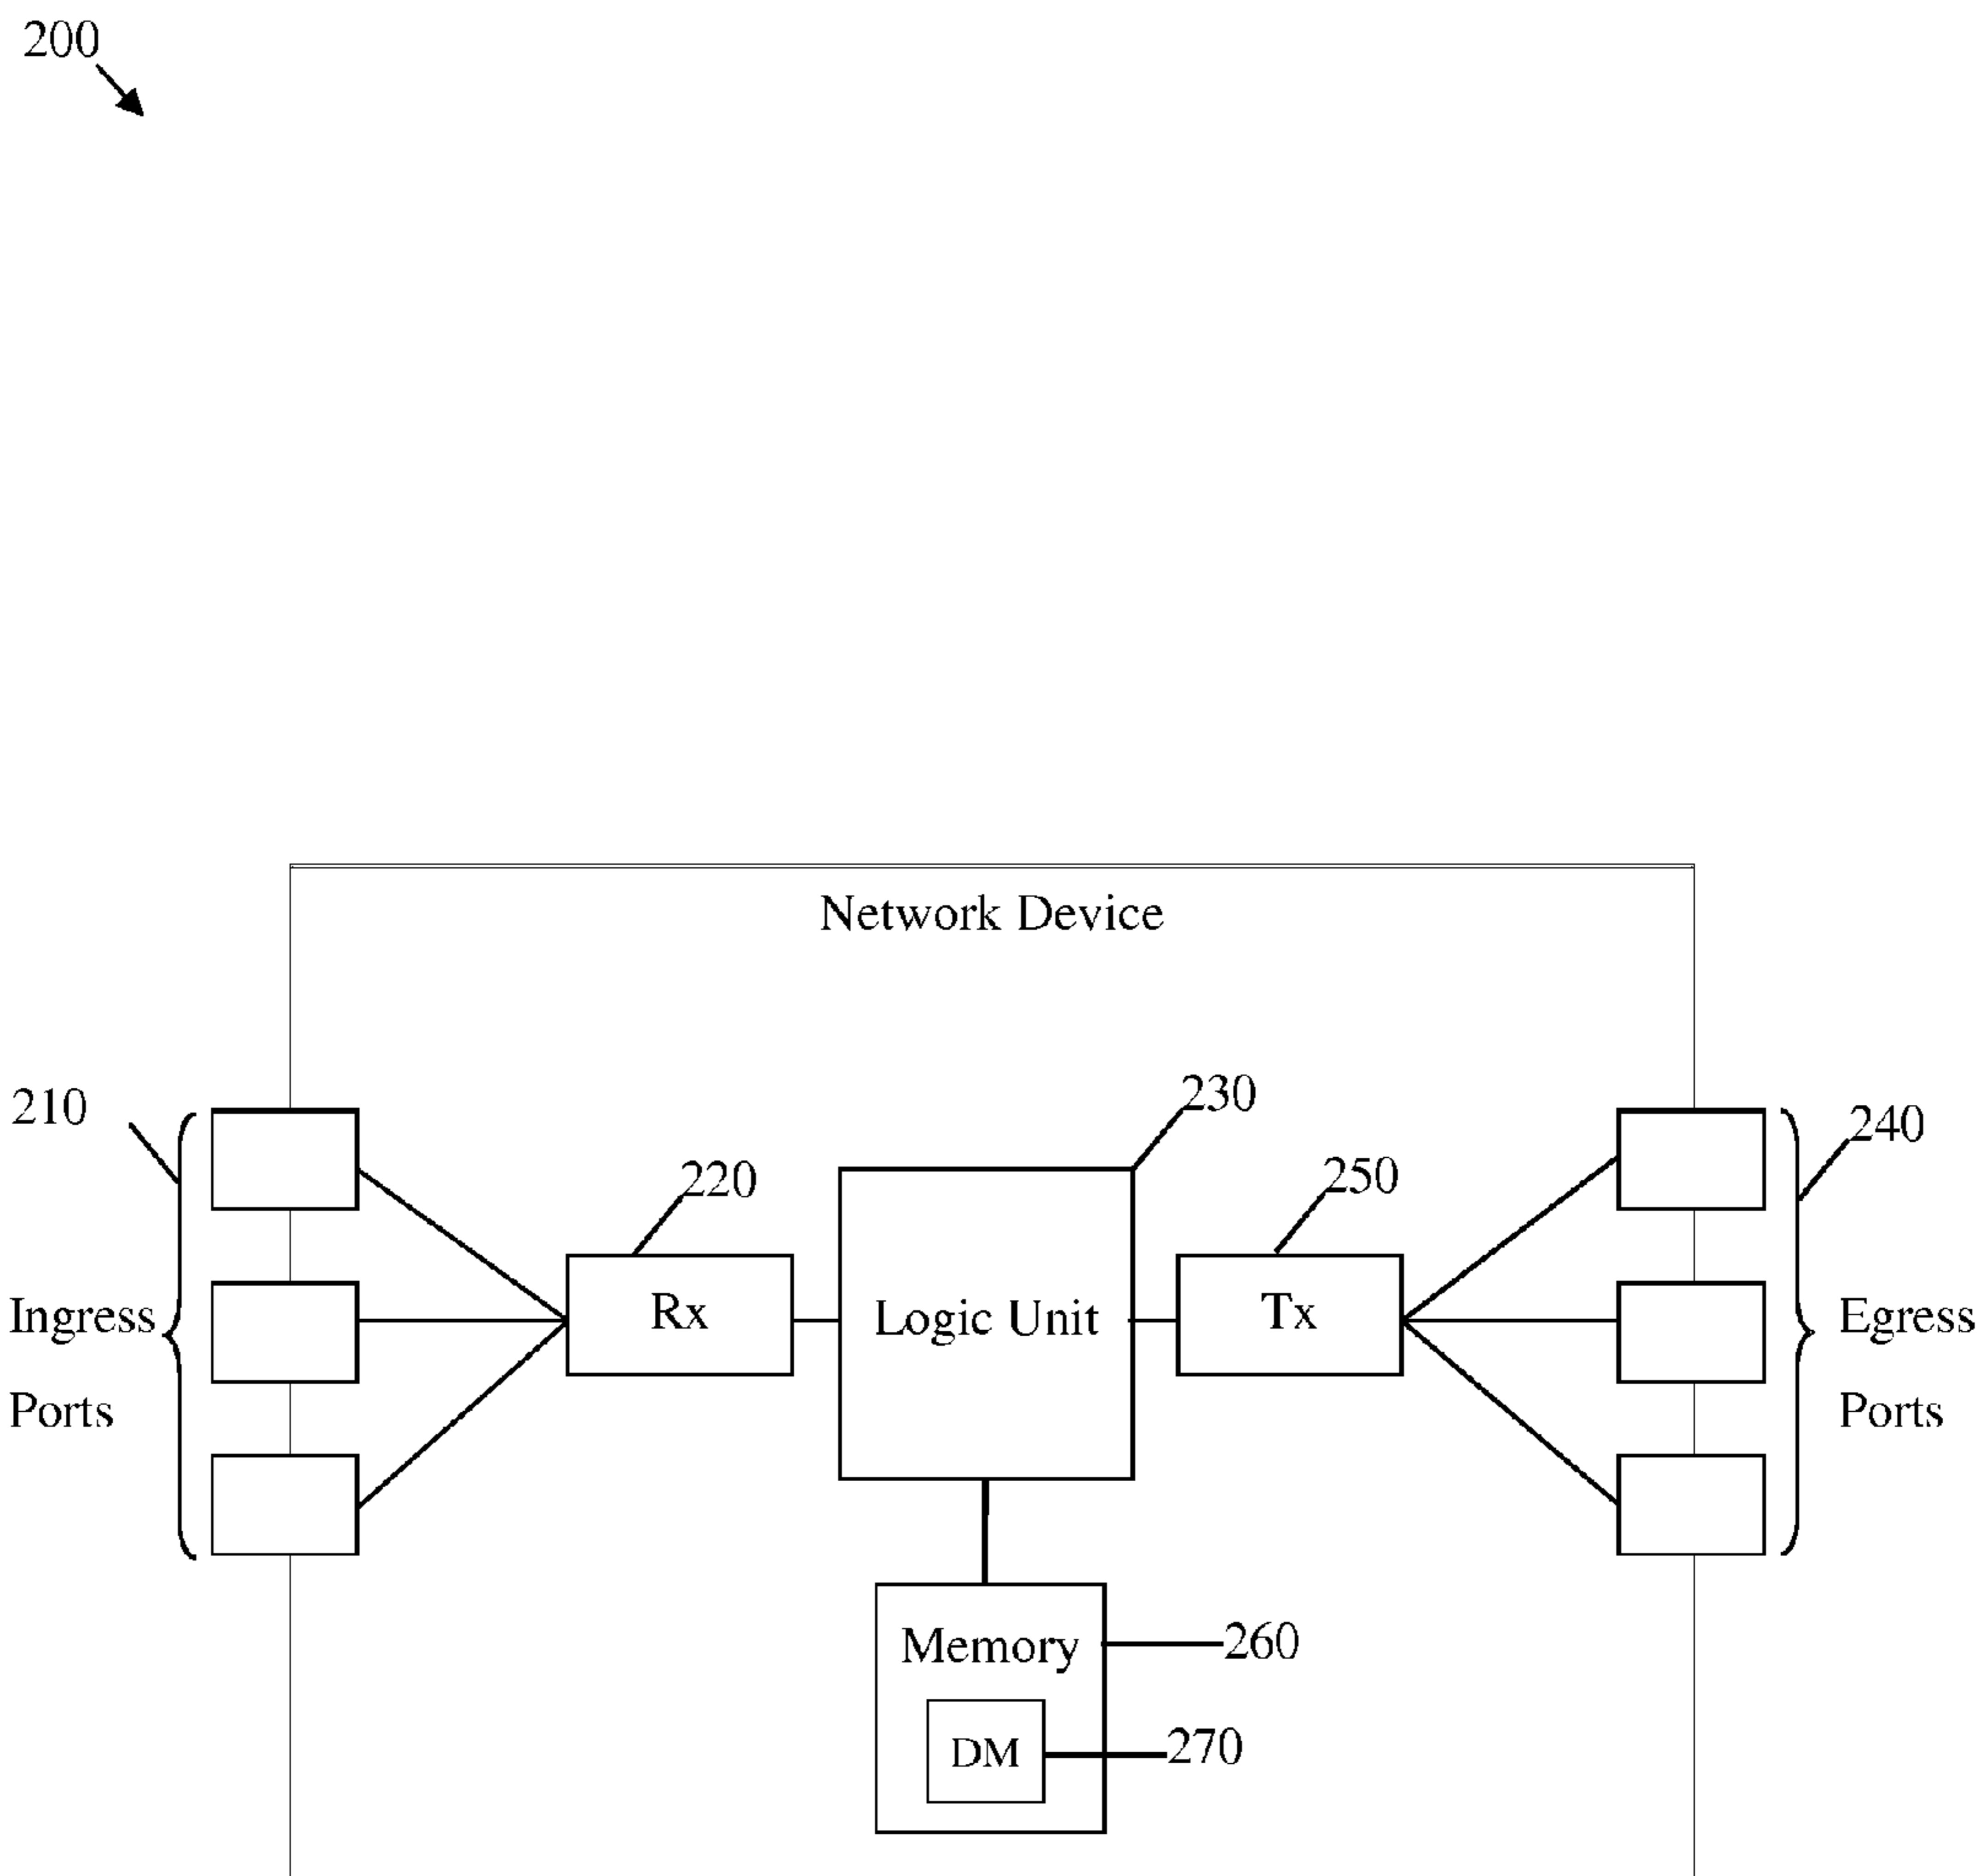 200
Network Device
230
210
240
250
220
Rx
Logic Unit
Tx
Ingress
Ports
Egress
Ports
Memory
260
DM
270